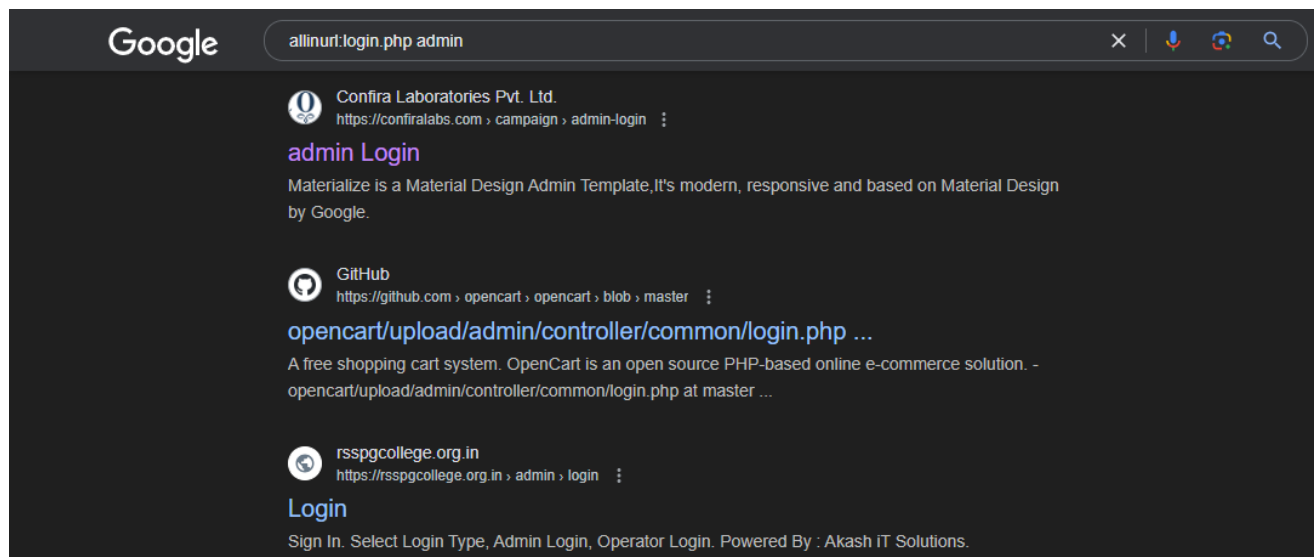 Google
allinurl:login.php admin
Confira Laboratories Pvt. Ltd.
https://confiralabs.com › campaign › admin-login
admin Login
Materialize is a Material Design Admin Template,It's modern, responsive and based on Material Design
by Google.
GitHub
https://github.com › opencart › opencart › blob › master
opencart/upload/admin/controller/common/login.php ...
A free shopping cart system. OpenCart is an open source PHP-based online e-commerce solution. -
opencart/upload/admin/controller/common/login.php at master ...
rsspgcollege.org.in
https://rsspgcollege.org.in › admin › login
Login
Sign In. Select Login Type, Admin Login, Operator Login. Powered By : Akash iT Solutions.